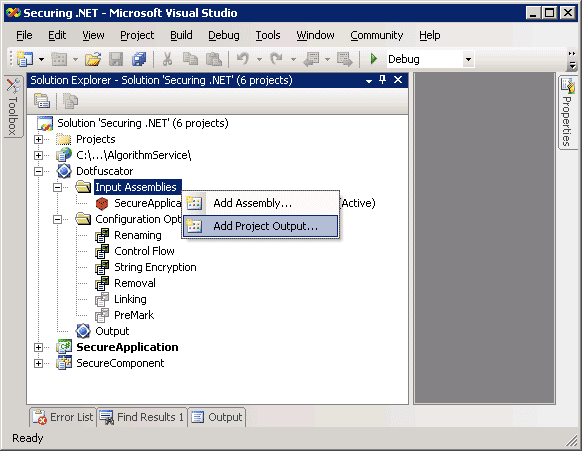 Securing .NET - Microsoft Visual Studio
File Edit View Project Build Debug Tools Window Community Help
Debug
Solution Explorer - Solution 'Securing .NET' (6 projects)
Toolbox
Properties
Solution 'Securing .NET' (6 projects)
Projects
C:\...\AlgorithmService\
Dotfuscator
Input Assemblies
SecureApplica (Active)
Add Assembly...
Add Project Output...
Configuration Opt
Renaming
Control Flow
String Encryption
Removal
Linking
PreMark
Output
SecureApplication
SecureComponent
Error List Find Results 1 Output
Ready